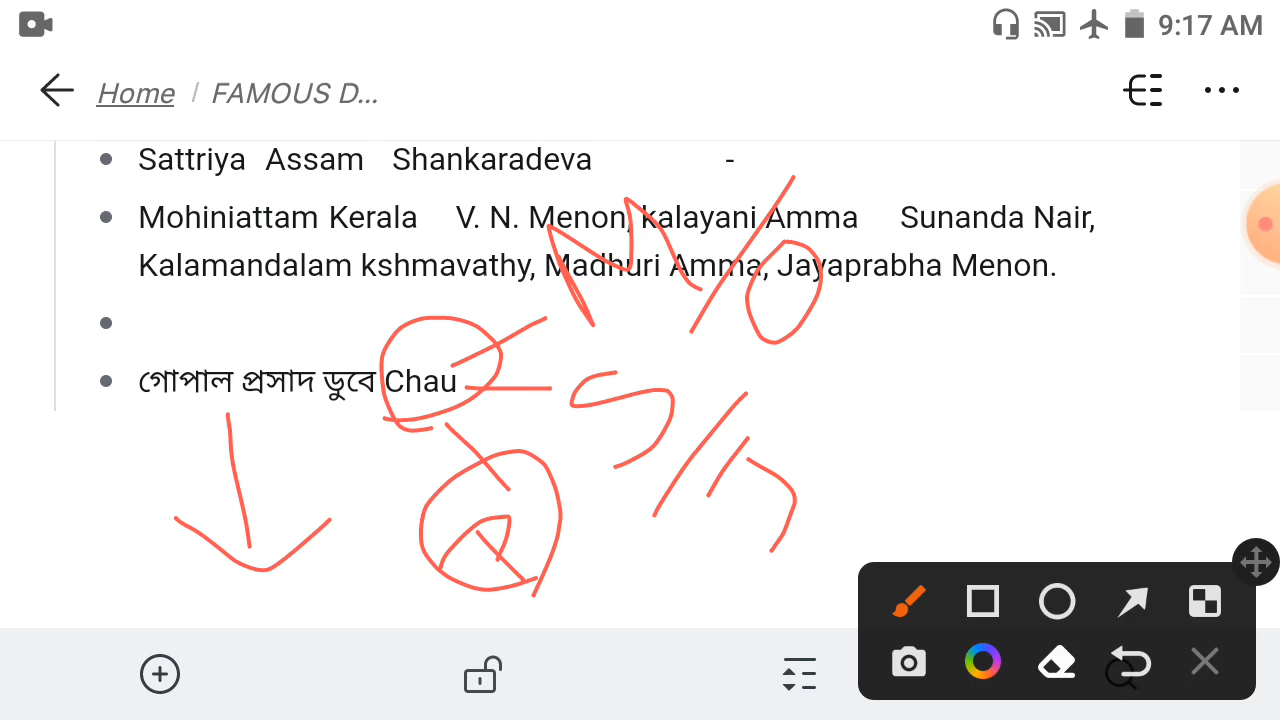 9:17 AM
Home / FAMOUS D...
Sattriya Assam Shankaradeva -
Mohiniattam Kerala V. N. Menon, kalayani Amma Sunanda Nair,
Kalamandalam kshmavathy, Madhuri Amma, Jayaprabha Menon.
গোপাল প্রসাদ ডুবে Chau
M/O
S/